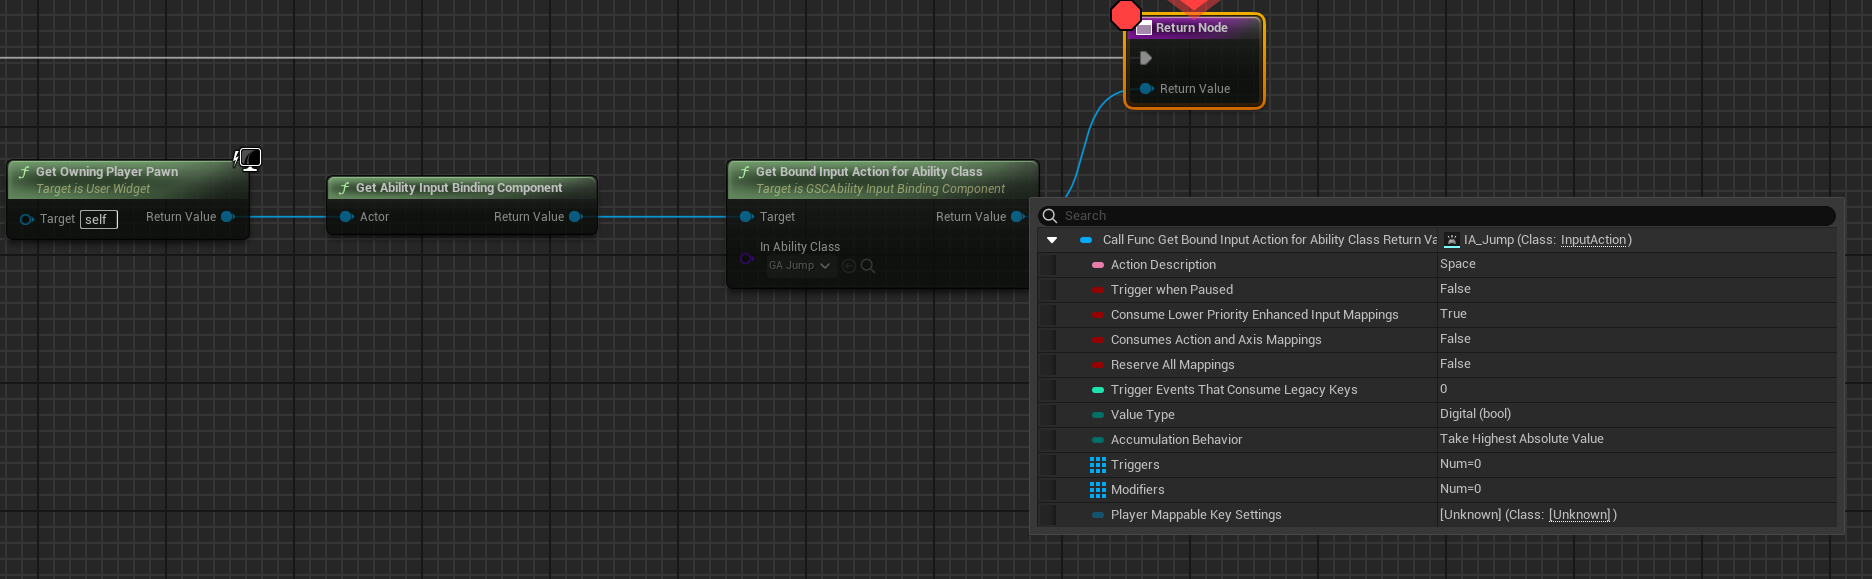 Return Node
Return Value
Get Owning Player Pawn
Target is User Widget
Target self Return Value
Get Ability Input Binding Component
Actor Return Value
Get Bound Input Action for Ability Class
Target is GSCAbility Input Binding Component
Target Return Value
In Ability Class
GA Jump
Search
Call Func Get Bound Input Action for Ability Class Return Va IA_Jump (Class: InputAction)
Action Description Space
Trigger when Paused False
Consume Lower Priority Enhanced Input Mappings True
Consumes Action and Axis Mappings False
Reserve All Mappings False
Trigger Events That Consume Legacy Keys 0
Value Type Digital (bool)
Accumulation Behavior Take Highest Absolute Value
Triggers Num=0
Modifiers Num=0
Player Mappable Key Settings [Unknown] (Class: [Unknown])